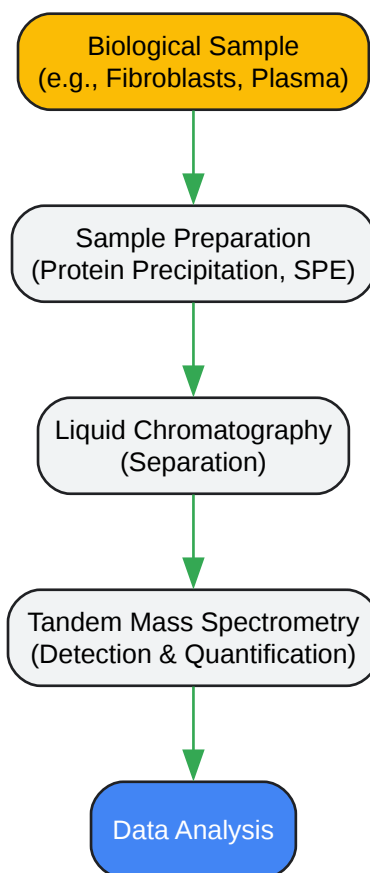 Biological Sample
(e.g., Fibroblasts, Plasma)
Sample Preparation
(Protein Precipitation, SPE)
Liquid Chromatography
(Separation)
Tandem Mass Spectrometry
(Detection & Quantification)
Data Analysis